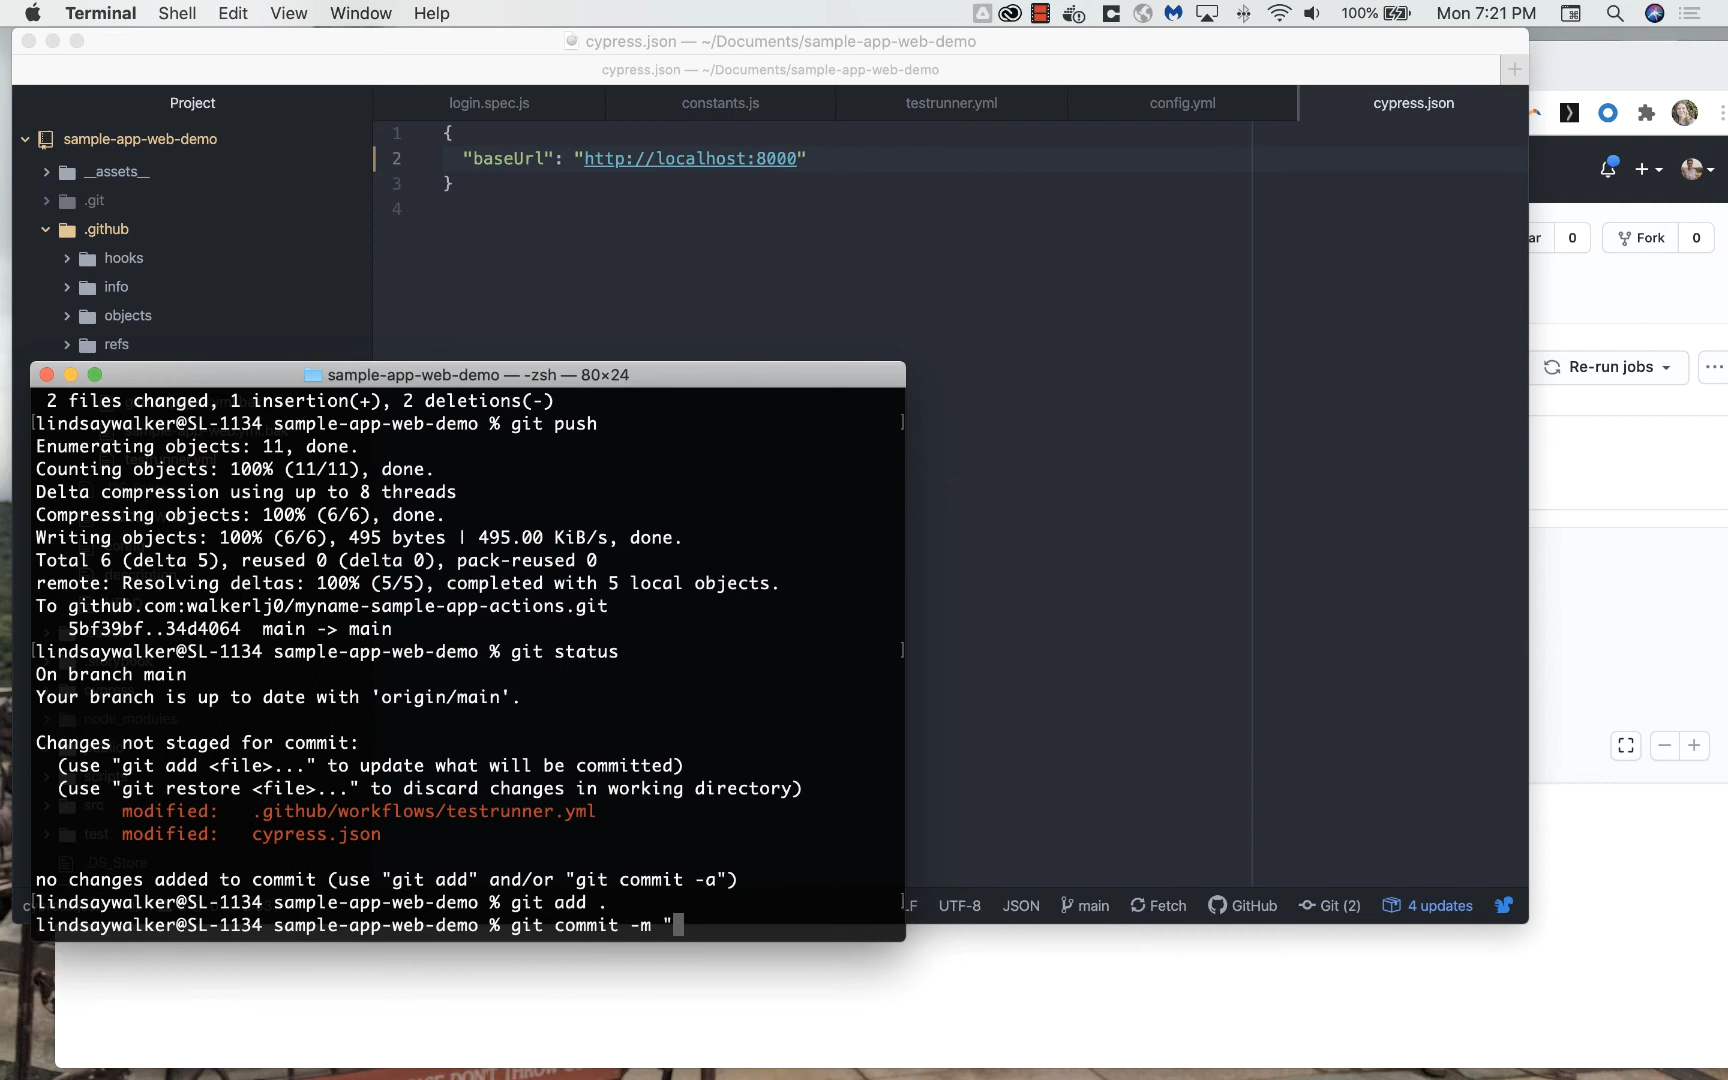 Terminal Shell Edit View Window Help 100% Mon 7:21 PM
cypress.json — ~/Documents/sample-app-web-demo
cypress.json — ~/Documents/sample-app-web-demo
Project login.spec.js constants.js testrunner.yml config.yml cypress.json
sample-app-web-demo
__assets__
.git
.github
hooks
info
objects
refs
1 {
2 "baseUrl": "http://localhost:8000"
3 }
4
0 Fork 0
Re-run jobs
sample-app-web-demo — -zsh — 80×24
2 files changed, 1 insertion(+), 2 deletions(-)
[lindsaywalker@SL-1134 sample-app-web-demo % git push ]
Enumerating objects: 11, done.
Counting objects: 100% (11/11), done.
Delta compression using up to 8 threads
Compressing objects: 100% (6/6), done.
Writing objects: 100% (6/6), 495 bytes | 495.00 KiB/s, done.
Total 6 (delta 5), reused 0 (delta 0), pack-reused 0
remote: Resolving deltas: 100% (5/5), completed with 5 local objects.
To github.com:walkerlj0/myname-sample-app-actions.git
5bf39bf..34d4064 main -> main
[lindsaywalker@SL-1134 sample-app-web-demo % git status ]
On branch main
Your branch is up to date with 'origin/main'.
Changes not staged for commit:
(use "git add <file>..." to update what will be committed)
(use "git restore <file>..." to discard changes in working directory)
modified: .github/workflows/testrunner.yml
modified: cypress.json
no changes added to commit (use "git add" and/or "git commit -a")
[lindsaywalker@SL-1134 sample-app-web-demo % git add . ]
lindsaywalker@SL-1134 sample-app-web-demo % git commit -m "
node_modules
src
test
.DS_Store
LF UTF-8 JSON main Fetch GitHub Git (2) 4 updates
DON'T THROW